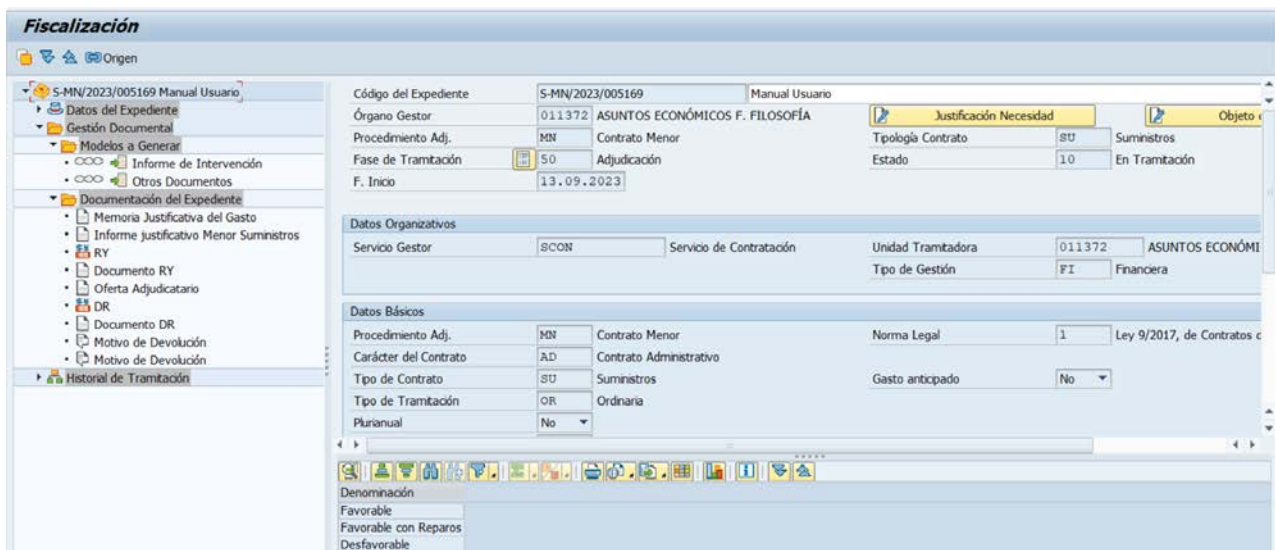 Fiscalización
Origen
S-MN/2023/005169 Manual Usuario
Datos del Expediente
Gestión Documental
Modelos a Generar
Informe de Intervención
Otros Documentos
Documentación del Expediente
Memoria Justificativa del Gasto
Informe justificativo Menor Suministros
RY
Documento RY
Oferta Adjudicatario
DR
Documento DR
Motivo de Devolución
Motivo de Devolución
Historial de Tramitación
Código del Expediente S-MN/2023/005169 Manual Usuario
Órgano Gestor 011372 ASUNTOS ECONÓMICOS F. FILOSOFÍA Justificación Necesidad Objeto
Procedimiento Adj. MN Contrato Menor Tipología Contrato SU Suministros
Fase de Tramitación 50 Adjudicación Estado 10 En Tramitación
F. Inicio 13.09.2023
Datos Organizativos
Servicio Gestor SCON Servicio de Contratación Unidad Tramitadora 011372 ASUNTOS ECONÓMI
Tipo de Gestión FI Financiera
Datos Básicos
Procedimiento Adj. MN Contrato Menor Norma Legal 1 Ley 9/2017, de Contratos
Carácter del Contrato AD Contrato Administrativo
Tipo de Contrato SU Suministros Gasto anticipado No
Tipo de Tramitación OR Ordinaria
Plurianual No
Denominación
Favorable
Favorable con Reparos
Desfavorable